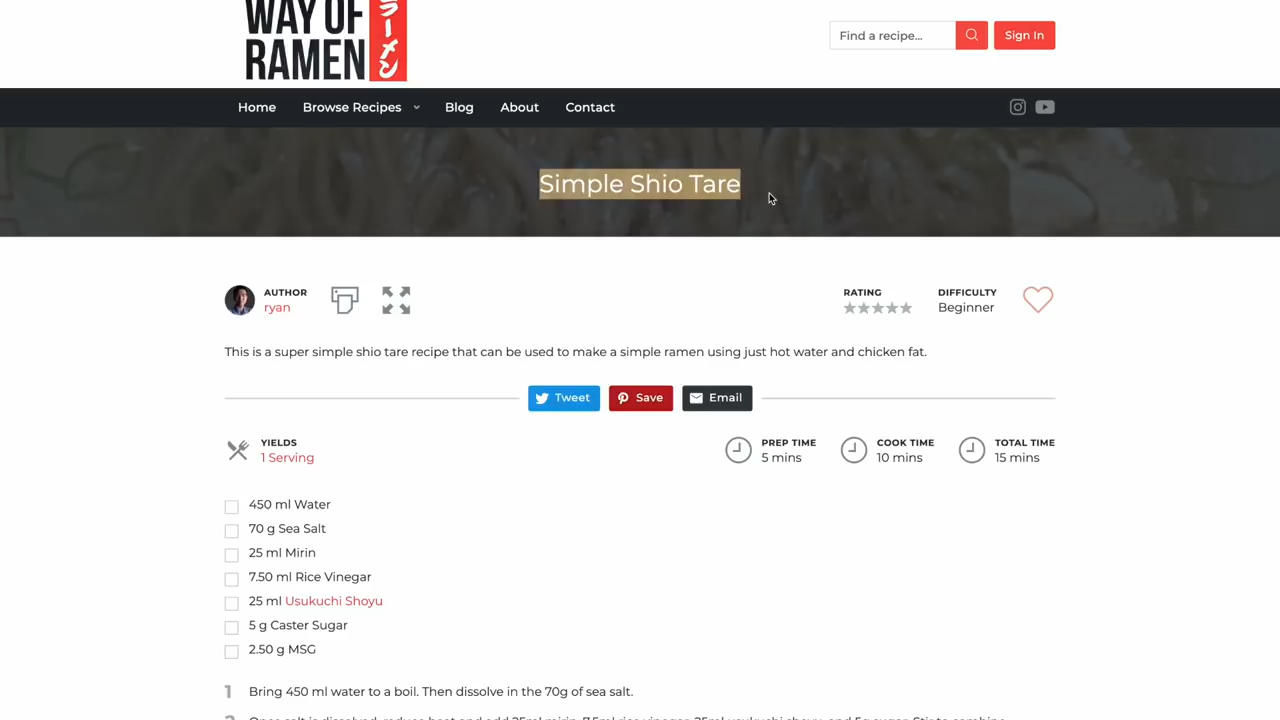 WAY OF
RAMEN
ラーメン
Find a recipe...
Sign In
Home
Browse Recipes
Blog
About
Contact
Simple Shio Tare
AUTHOR
ryan
RATING
DIFFICULTY
Beginner
This is a super simple shio tare recipe that can be used to make a simple ramen using just hot water and chicken fat.
Tweet
Save
Email
YIELDS
1 Serving
PREP TIME
5 mins
COOK TIME
10 mins
TOTAL TIME
15 mins
450 ml Water
70 g Sea Salt
25 ml Mirin
7.50 ml Rice Vinegar
25 ml Usukuchi Shoyu
5 g Caster Sugar
2.50 g MSG
1 Bring 450 ml water to a boil. Then dissolve in the 70g of sea salt.